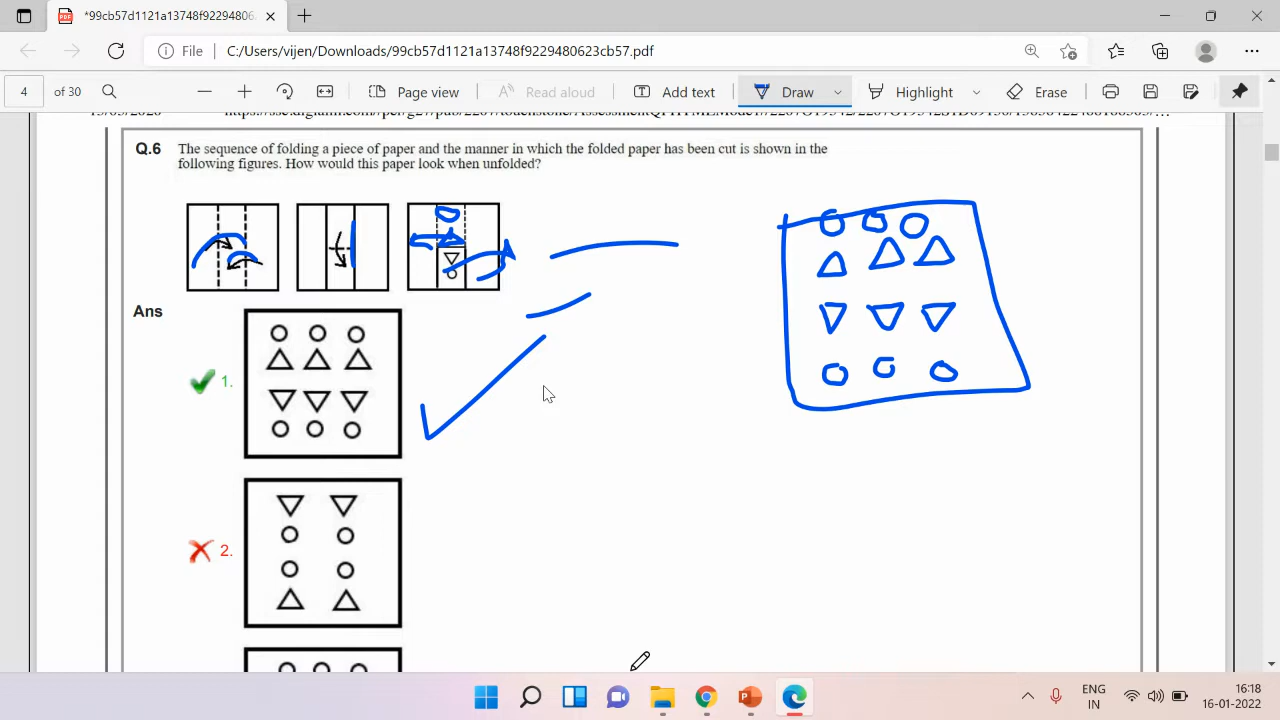 *99cb57d1121a13748f92294806.
File
C:/Users/vijen/Downloads/99cb57d1121a13748f9229480623cb57.pdf
4 of 30
Page view
Read aloud
Add text
Draw
Highlight
Erase
Q.6 The sequence of folding a piece of paper and the manner in which the folded paper has been cut is shown in the
following figures. How would this paper look when unfolded?
Ans
1.
2.
ENG
IN
16:18
16-01-2022